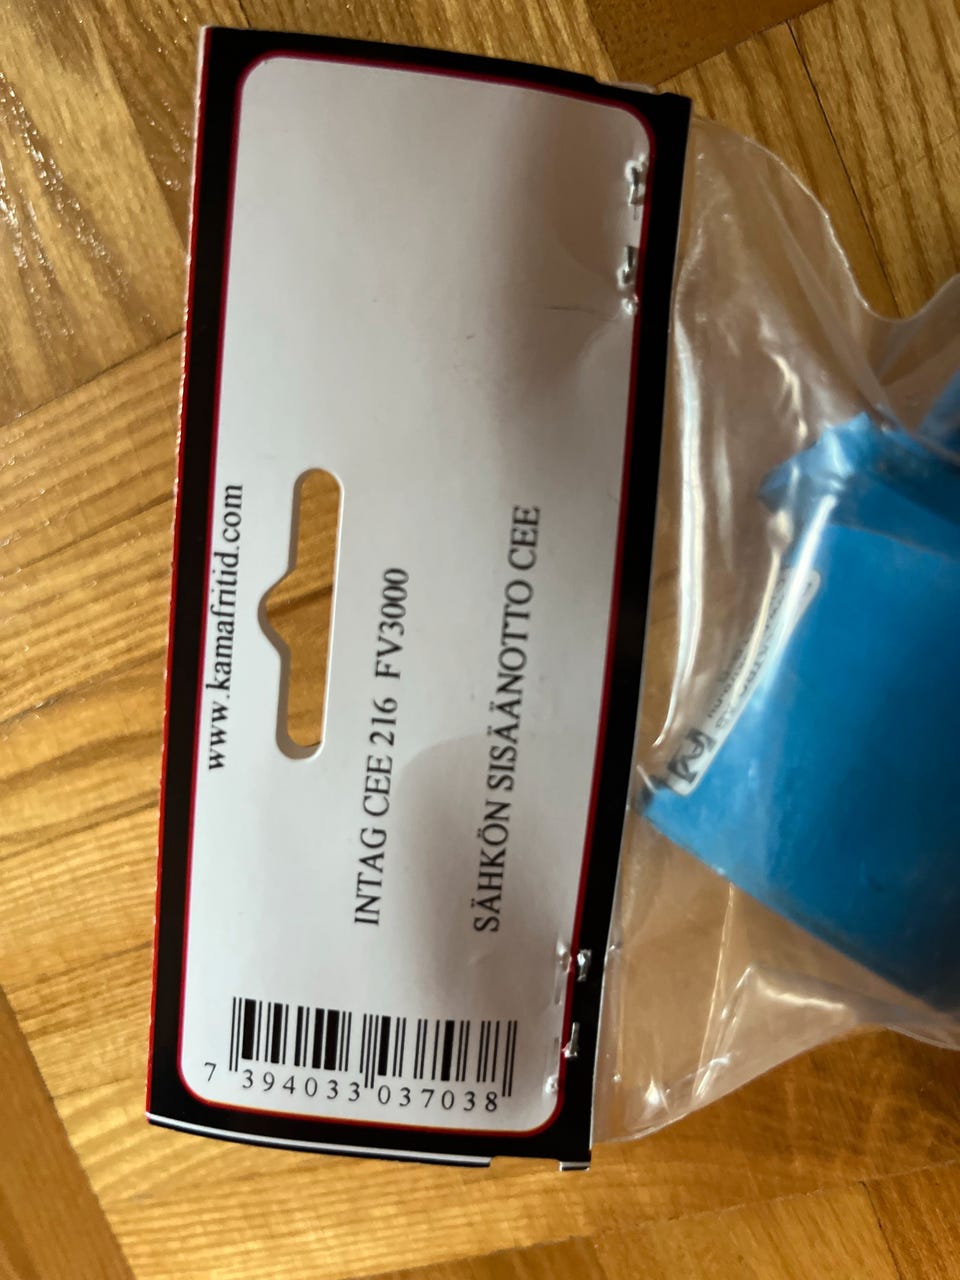 www.kamafritid.com
INTAG CEE 216 FV3000
SÄHKÖN SISÄÄNOTTO CEE
7 394033 037038